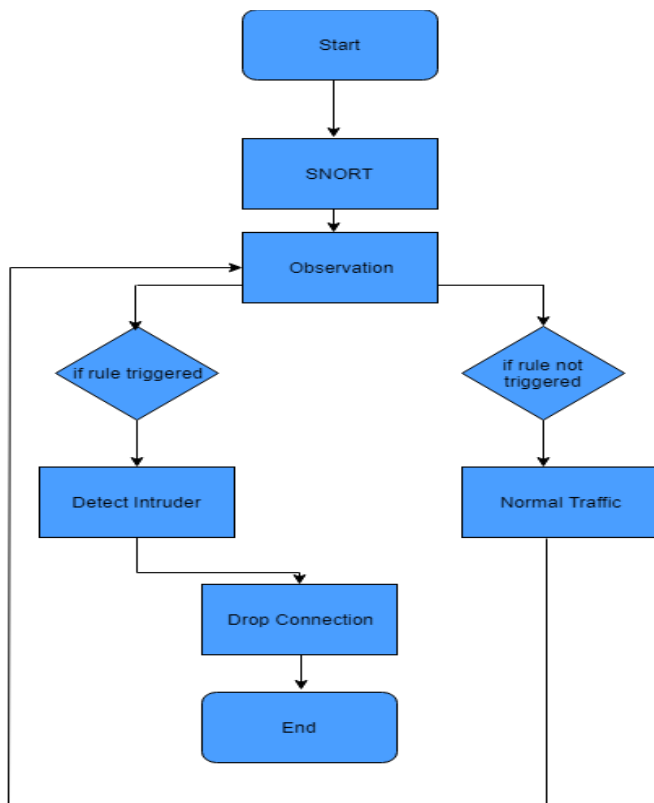 Start
SNORT
Observation
if rule triggered
if rule not
triggered
Detect Intruder
Normal Traffic
Drop Connection
End